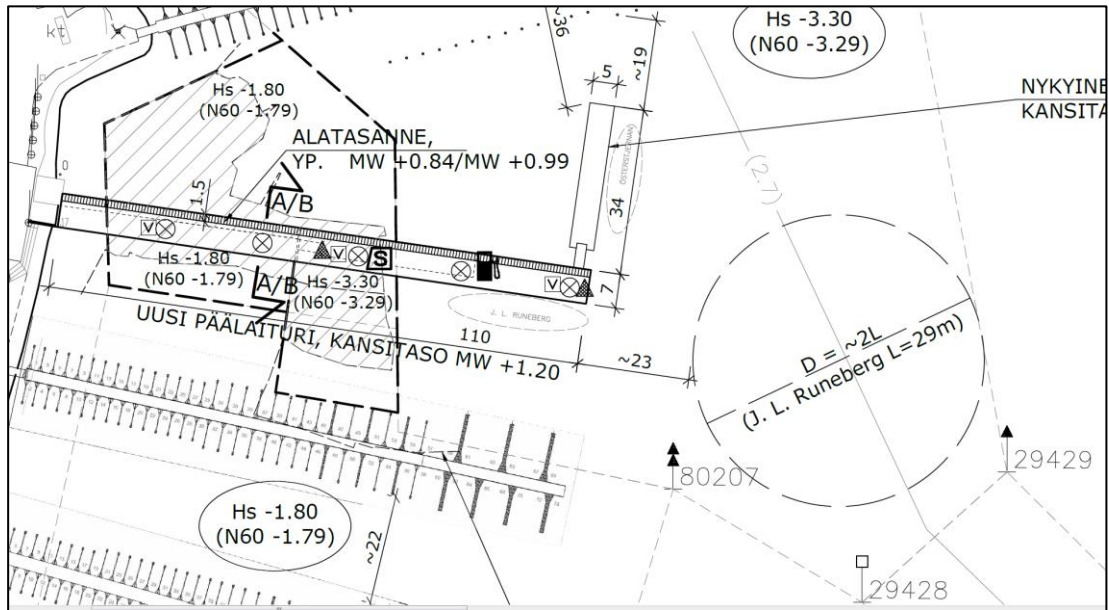 kt
Hs -1.80
(N60 -1.79)
~36
5
~19
Hs -3.30
(N60 -3.29)
NYKYINE
KANSITA
ALATASANNE,
YP. MW +0.84/MW +0.99
1.5
A/B
ÖSTERSTJERNAN
34
(2.7)
V
V
S
V
7
Hs -1.80
(N60 -1.79)
A/B
Hs -3.30
(N60 -3.29)
J. L. RUNEBERG
UUSI PÄÄLAITURI, KANSITASO MW +1.20
110
~23
D = ~2L
(J. L. Runeberg L=29m)
80207
29429
29428
Hs -1.80
(N60 -1.79)
~22